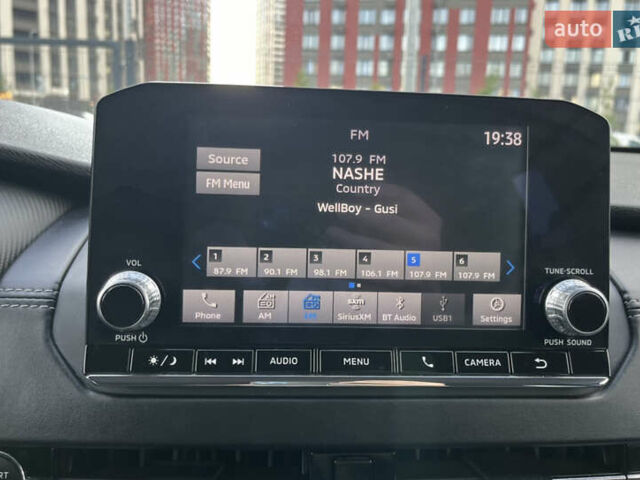 auto RI
FM
19:38
Source
FM Menu
107.9 FM
NASHE
Country
WellBoy - Gusi
1 2 3 4 5 6
87.9 FM 90.1 FM 98.1 FM 106.1 FM 107.9 FM 107.9 FM
Phone AM SiriusXM BT Audio USB1 Settings
VOL
PUSH
TUNE·SCROLL
PUSH SOUND
AUDIO MENU CAMERA
RT